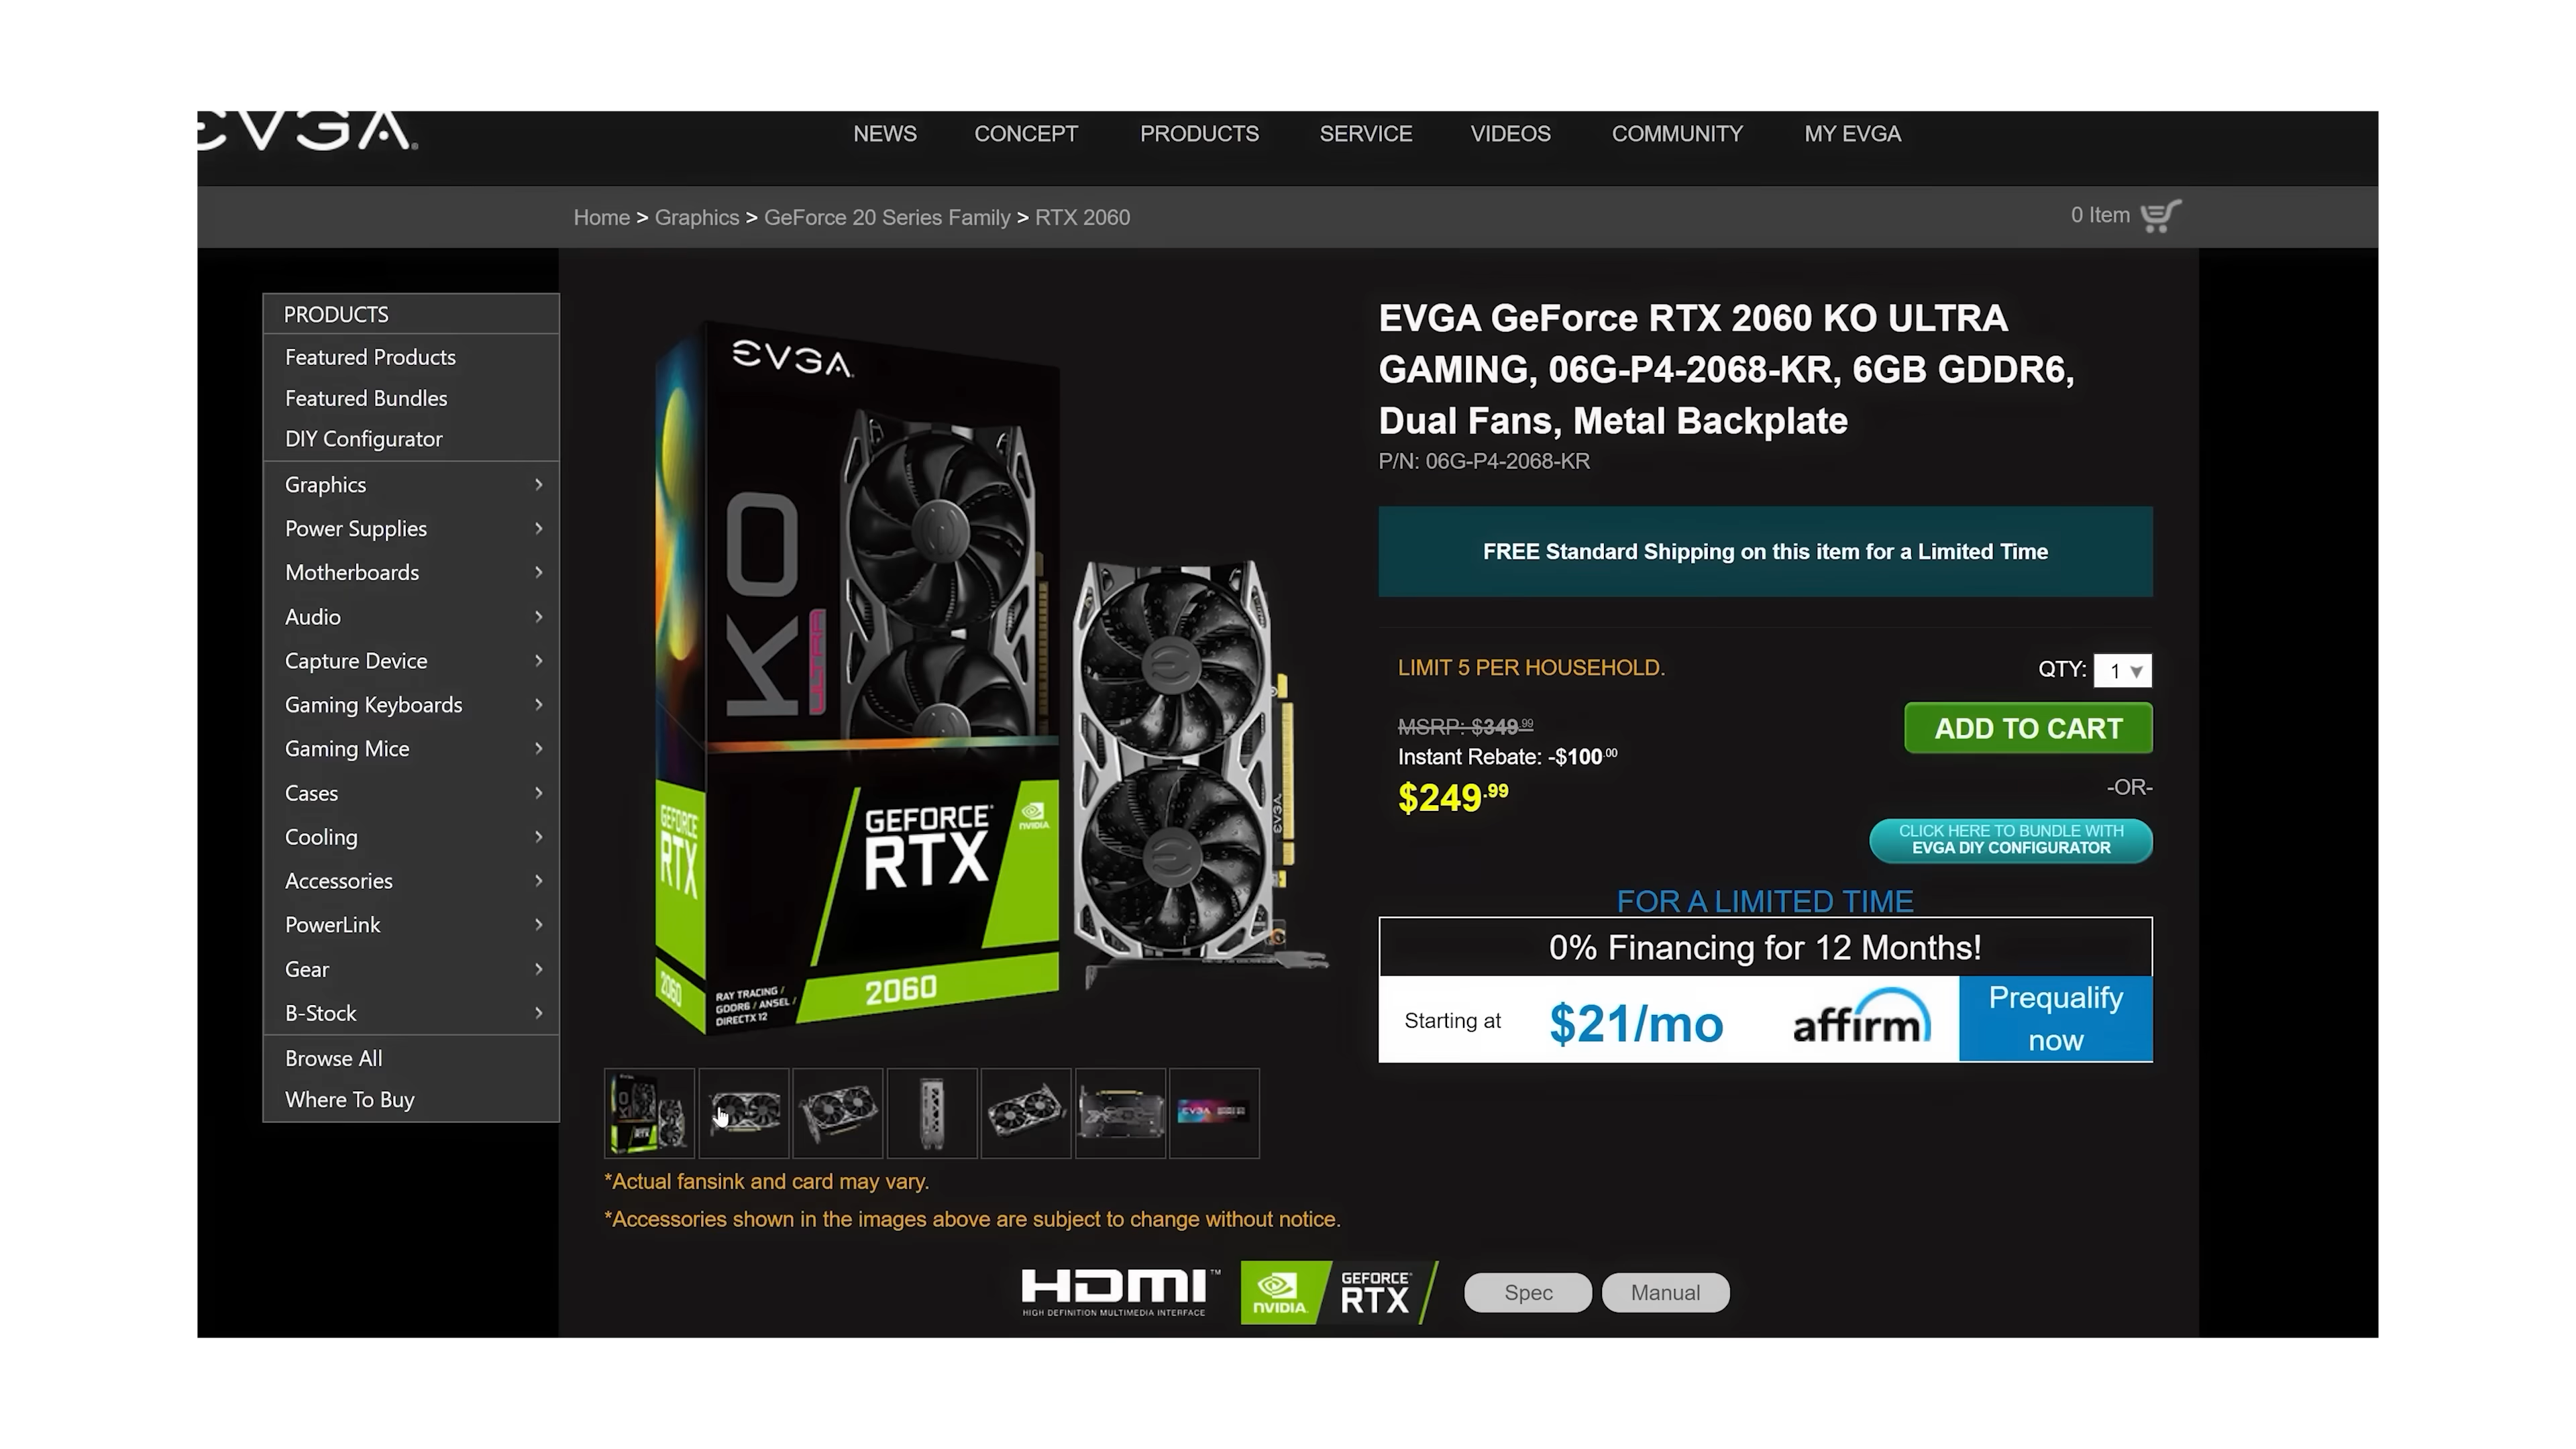 EVGA
NEWS CONCEPT PRODUCTS SERVICE VIDEOS COMMUNITY MY EVGA
Home > Graphics > GeForce 20 Series Family > RTX 2060
0 Item
PRODUCTS
Featured Products
Featured Bundles
DIY Configurator
Graphics
Power Supplies
Motherboards
Audio
Capture Device
Gaming Keyboards
Gaming Mice
Cases
Cooling
Accessories
PowerLink
Gear
B-Stock
Browse All
Where To Buy
EVGA
KO
ULTRA
GEFORCE
RTX
NVIDIA
2060
RAY TRACING /
GDDR6 / ANSEL /
DIRECTX 12
GEFORCE
RTX
2060
EVGA
EVGA GeForce RTX 2060 KO ULTRA
GAMING, 06G-P4-2068-KR, 6GB GDDR6,
Dual Fans, Metal Backplate
P/N: 06G-P4-2068-KR
FREE Standard Shipping on this item for a Limited Time
LIMIT 5 PER HOUSEHOLD.
QTY: 1
MSRP: $349.99
Instant Rebate: -$100.00
$249.99
ADD TO CART
-OR-
CLICK HERE TO BUNDLE WITH
EVGA DIY CONFIGURATOR
FOR A LIMITED TIME
0% Financing for 12 Months!
Starting at $21/mo affirm
Prequalify
now
EVGA
*Actual fansink and card may vary.
*Accessories shown in the images above are subject to change without notice.
HDMI™
HIGH DEFINITION MULTIMEDIA INTERFACE
NVIDIA.
GEFORCE
RTX
Spec
Manual